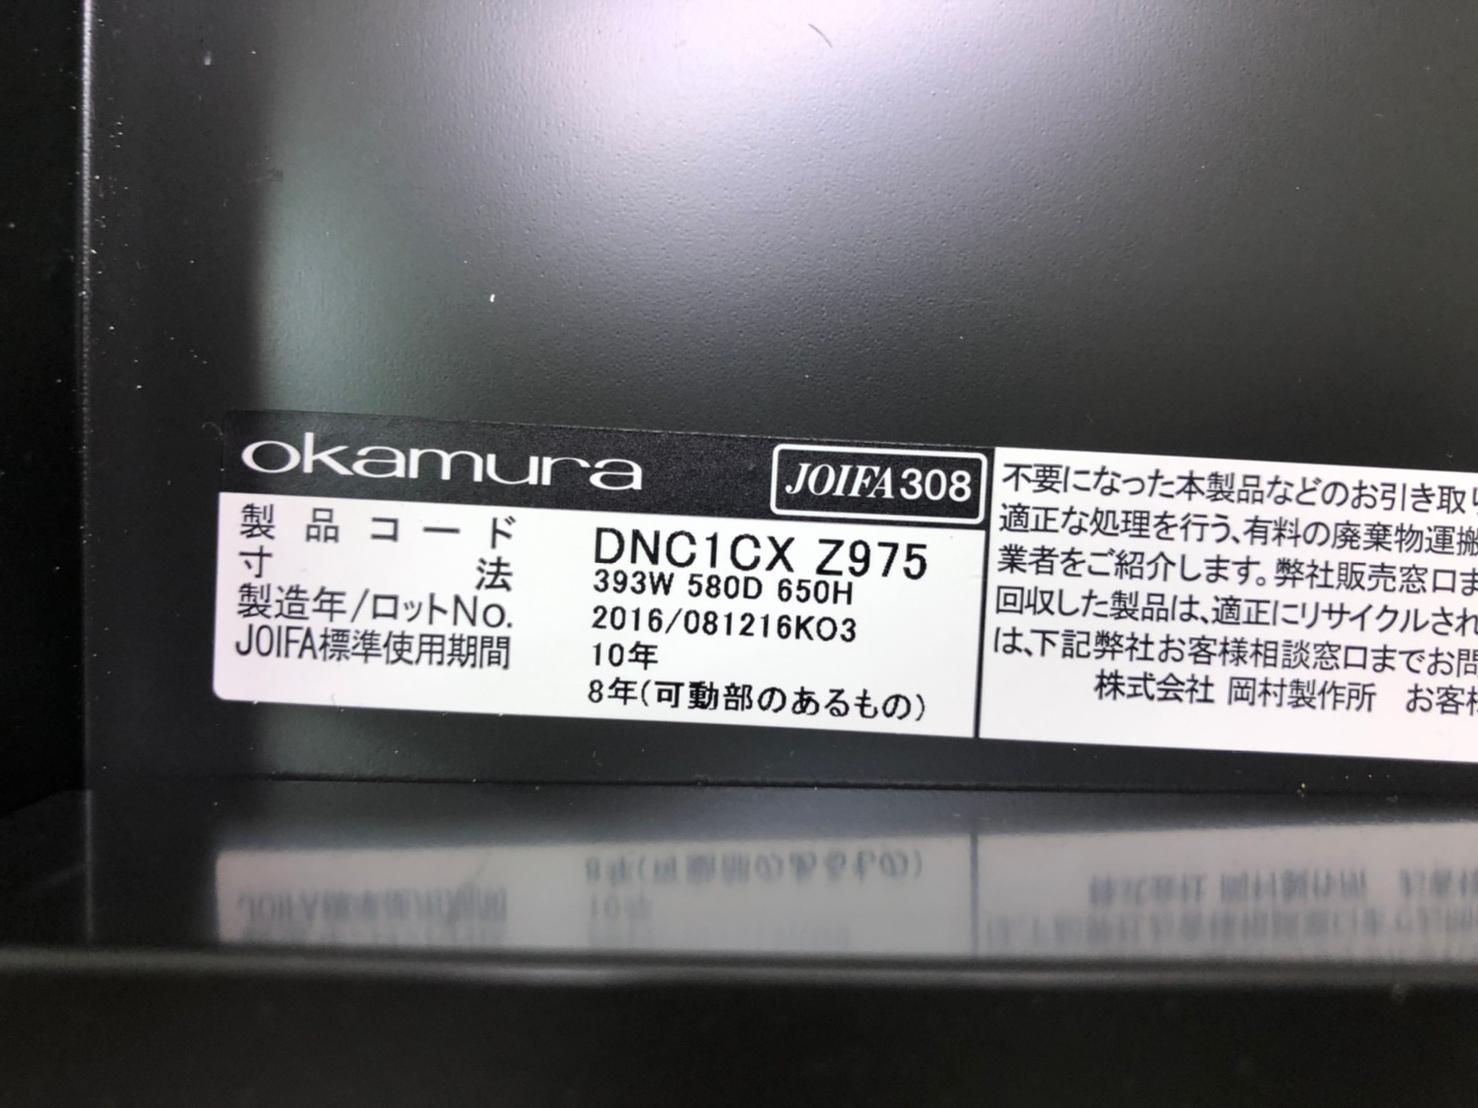 okamura
JOIFA308
製品コード DNC1CX Z975
寸法 393W 580D 650H
製造年/ロットNo. 2016/081216KO3
JOIFA標準使用期間 10年
8年(可動部のあるもの)
不要になった本製品などのお引き取り
適正な処理を行う、有料の廃棄物運搬
業者をご紹介します。弊社販売窓口ま
回収した製品は、適正にリサイクルされ
は、下記弊社お客様相談窓口までお問
株式会社 岡村製作所 お客様